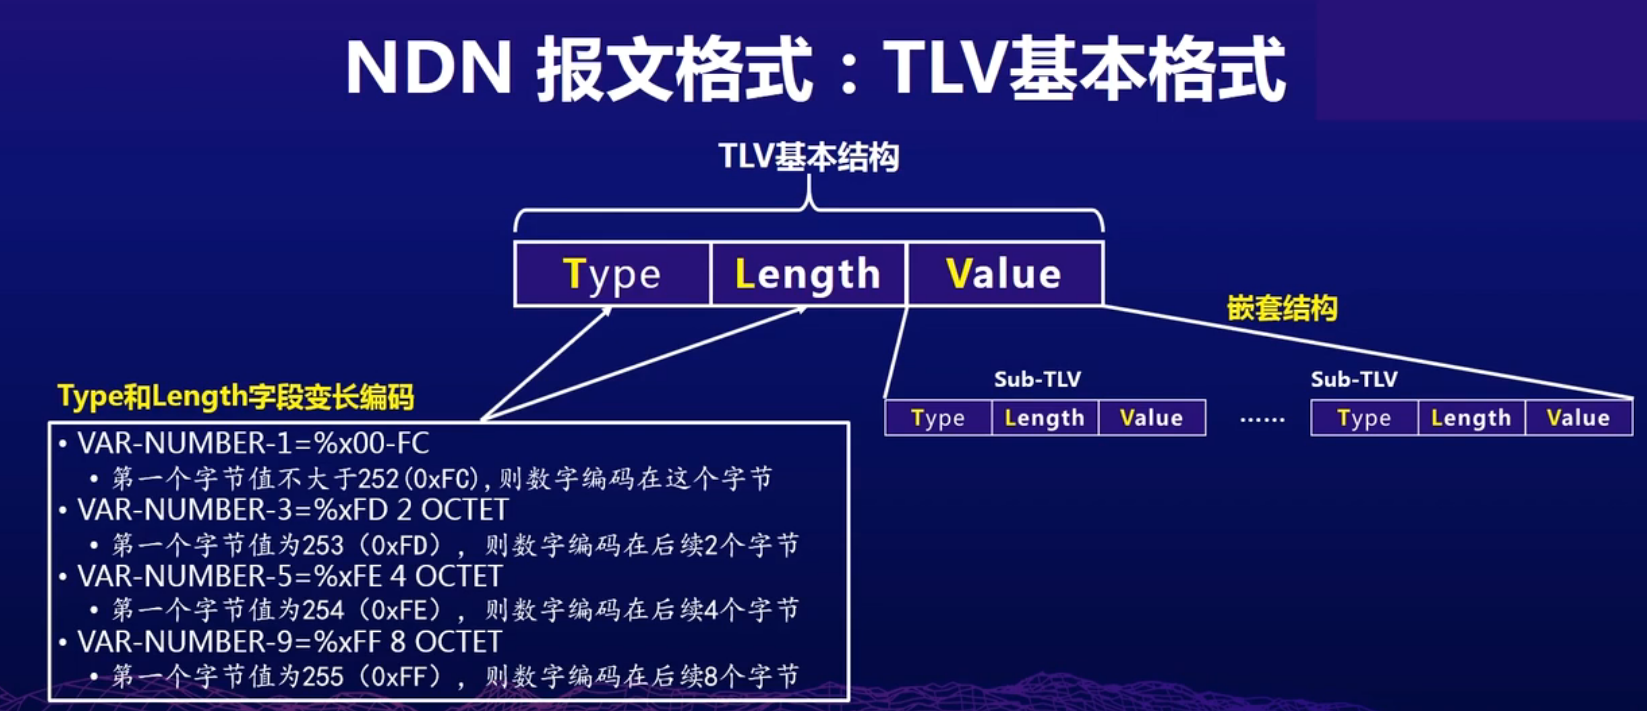 NDN 报文格式：TLV基本格式
TLV基本结构
Type Length Value
嵌套结构
Sub-TLV Sub-TLV
Type Length Value ...... Type Length Value
Type和Length字段变长编码
• VAR-NUMBER-1=%x00-FC
• 第一个字节值不大于252(0xFC),则数字编码在这个字节
• VAR-NUMBER-3=%xFD 2 OCTET
• 第一个字节值为253（0xFD），则数字编码在后续2个字节
• VAR-NUMBER-5=%xFE 4 OCTET
• 第一个字节值为254（0xFE），则数字编码在后续4个字节
• VAR-NUMBER-9=%xFF 8 OCTET
• 第一个字节值为255（0xFF），则数字编码在后续8个字节